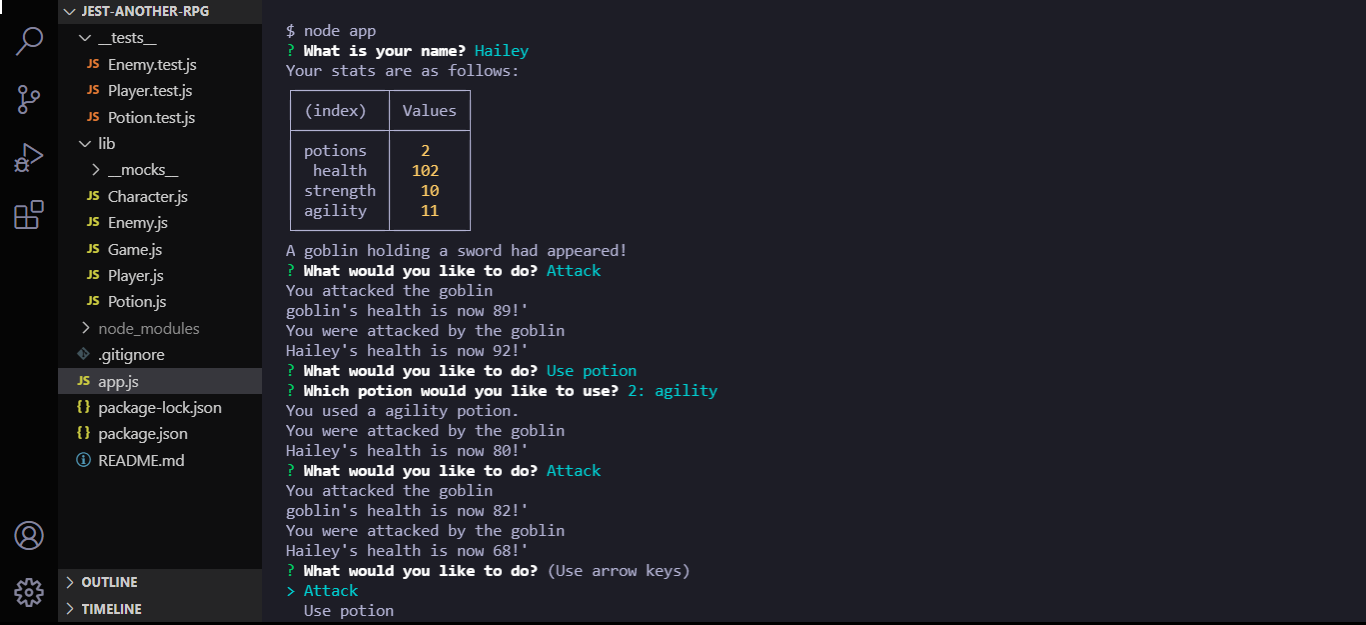 JEST-ANOTHER-RPG
__tests__
JS Enemy.test.js
JS Player.test.js
JS Potion.test.js
lib
__mocks__
JS Character.js
JS Enemy.js
JS Game.js
JS Player.js
JS Potion.js
node_modules
.gitignore
JS app.js
{} package-lock.json
{} package.json
README.md
OUTLINE
TIMELINE
$ node app
? What is your name? Hailey
Your stats are as follows:
(index) Values
potions 2
health 102
strength 10
agility 11
A goblin holding a sword had appeared!
? What would you like to do? Attack
You attacked the goblin
goblin's health is now 89!'
You were attacked by the goblin
Hailey's health is now 92!'
? What would you like to do? Use potion
? Which potion would you like to use? 2: agility
You used a agility potion.
You were attacked by the goblin
Hailey's health is now 80!'
? What would you like to do? Attack
You attacked the goblin
goblin's health is now 82!'
You were attacked by the goblin
Hailey's health is now 68!'
? What would you like to do? (Use arrow keys)
> Attack
Use potion